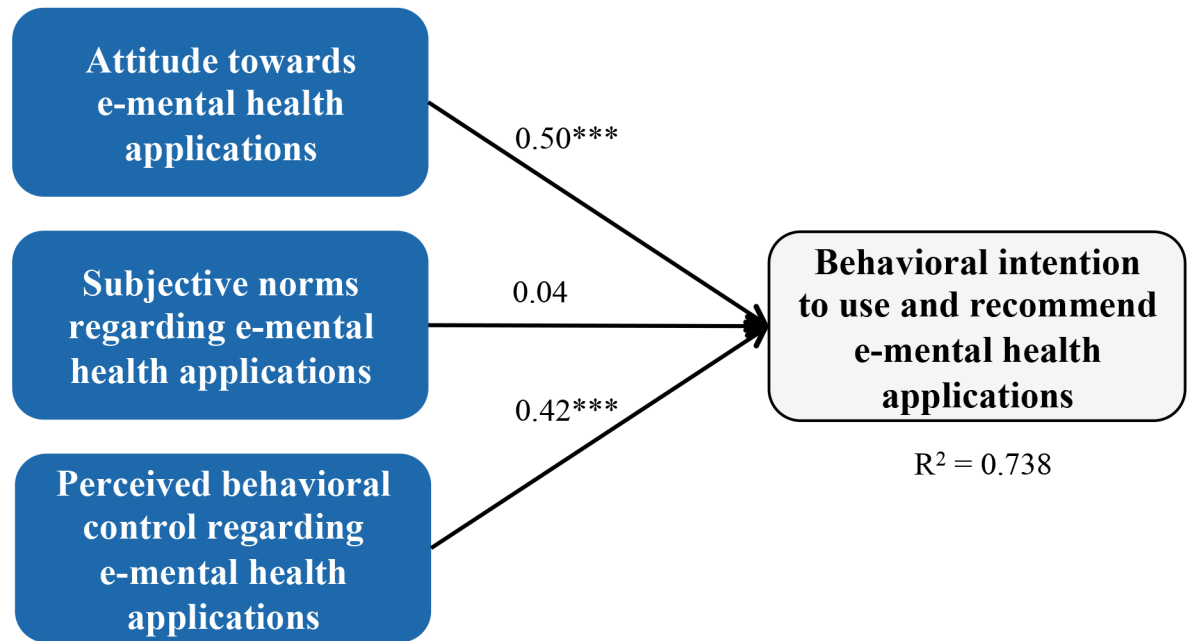 Attitude towards
e-mental health
applications
0.50***
Subjective norms
regarding e-mental
health applications
0.04
Perceived behavioral
control regarding
e-mental health
applications
0.42***
Behavioral intention
to use and recommend
e-mental health
applications
R² = 0.738